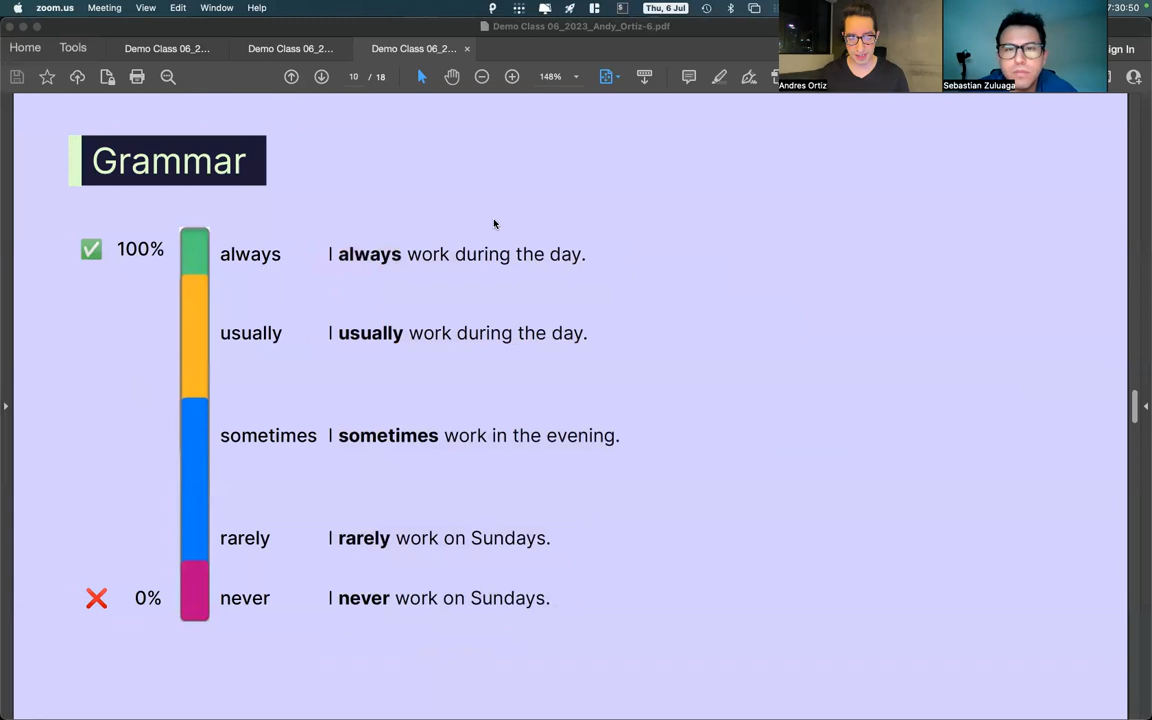 zoom.us Meeting View Edit Window Help Thu, 6 Jul 7:30:50
Demo Class 06_2023_Andy_Ortiz-6.pdf
Home Tools Demo Class 06_2... Demo Class 06_2... Demo Class 06_2... × Sign In
10 / 18 148%
Andres Ortiz Sebastian Zuluaga
Grammar
100% always I always work during the day.
usually I usually work during the day.
sometimes I sometimes work in the evening.
rarely I rarely work on Sundays.
0% never I never work on Sundays.